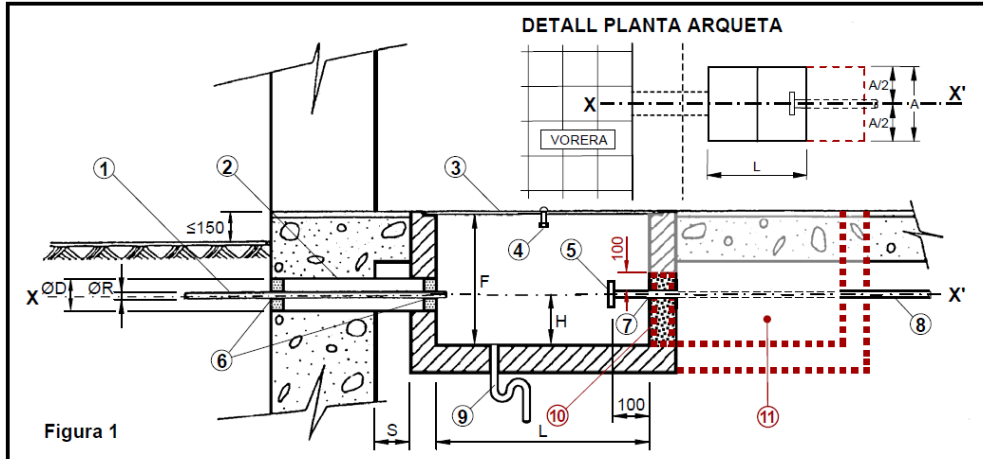 DETALL PLANTA ARQUETA
X
X'
VORERA
A/2
A
A/2
L
1
2
3
≤150
4
5
100
F
X
ØD
ØR
H
7
X'
8
6
9
10
11
100
S
L
Figura 1